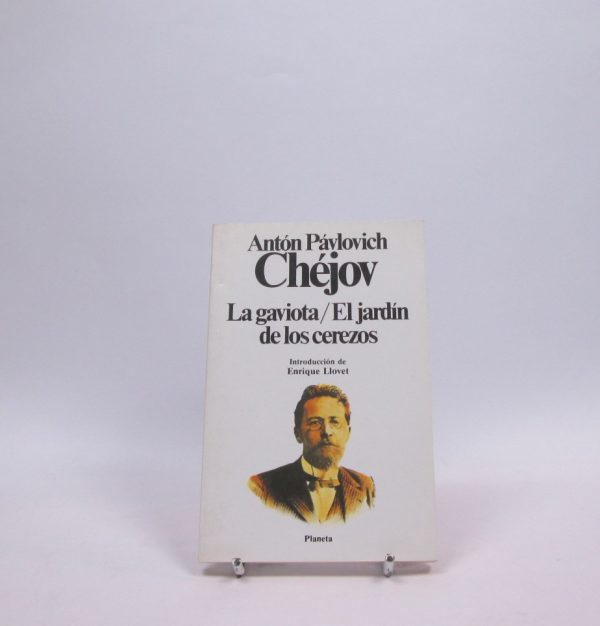 Antón Pávlovich
Chéjov
La gaviota/El jardín
de los cerezos
Introducción de
Enrique Llovet
Planeta